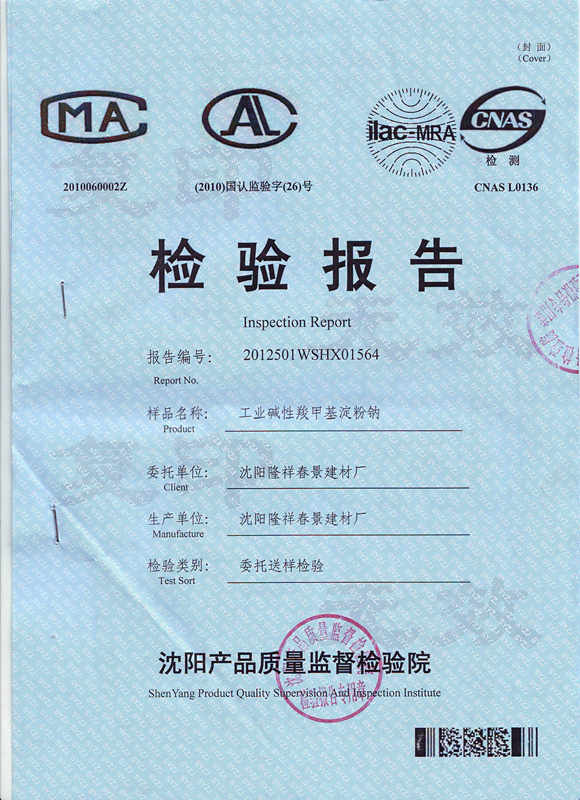 (封 面)
(Cover)
CMA
AL
ilac-MRA
CNAS
检 测
2010060002Z
(2010)国认监验字(26)号
CNAS L0136
检 验 报 告
Inspection Report
报告编号: 2012501WSHX01564
Report No.
样品名称: 工业碱性羧甲基淀粉钠
Product
委托单位: 沈阳隆祥春景建材厂
Client
生产单位: 沈阳隆祥春景建材厂
Manufacture
检验类别: 委托送样检验
Test Sort
沈阳产品质量监督检验院
ShenYang Product Quality Supervision And Inspection Institute